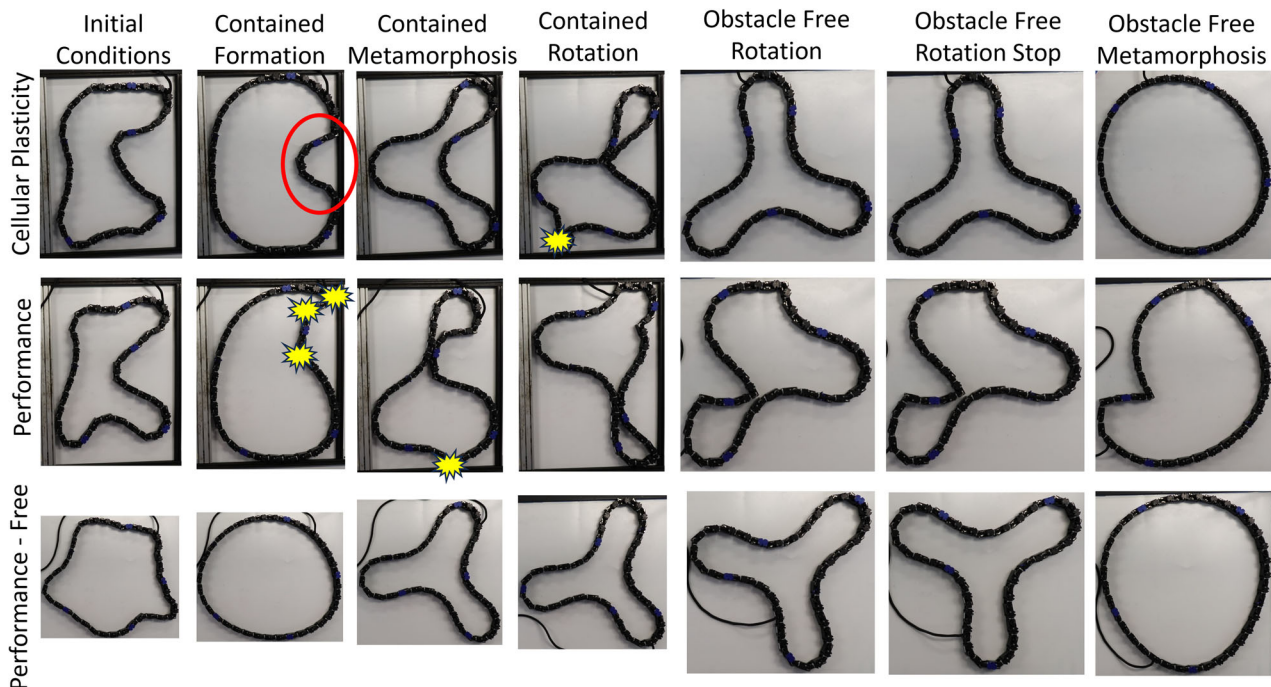 Initial
Conditions
Contained
Formation
Contained
Metamorphosis
Contained
Rotation
Obstacle Free
Rotation
Obstacle Free
Rotation Stop
Obstacle Free
Metamorphosis
Cellular Plasticity
Performance
Performance - Free